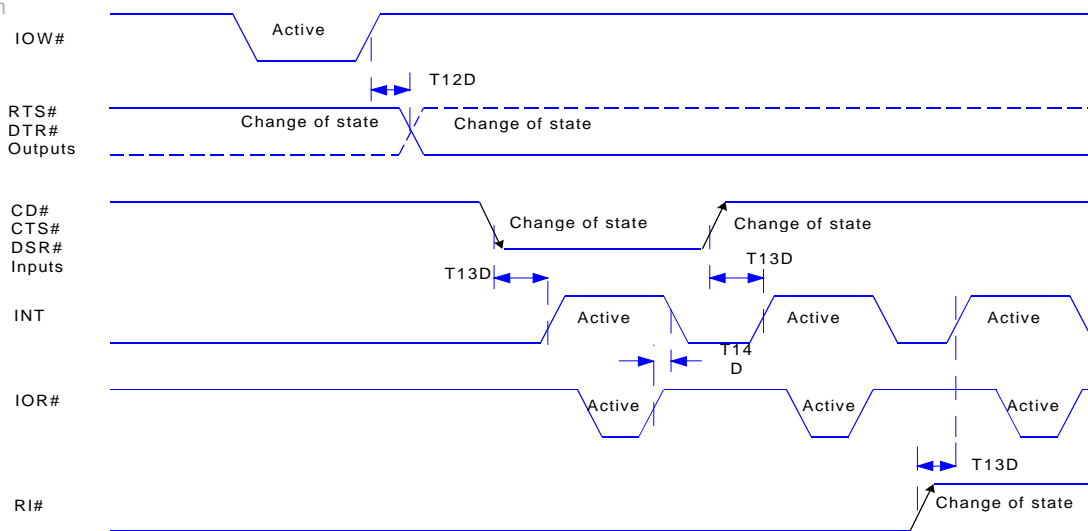 n
IOW#
Active
T12D
RTS#
DTR#
Outputs
Change of state
Change of state
CD#
CTS#
DSR#
Inputs
Change of state
Change of state
T13D
T13D
INT
Active
Active
Active
T14
D
IOR#
Active
Active
Active
T13D
RI#
Change of state